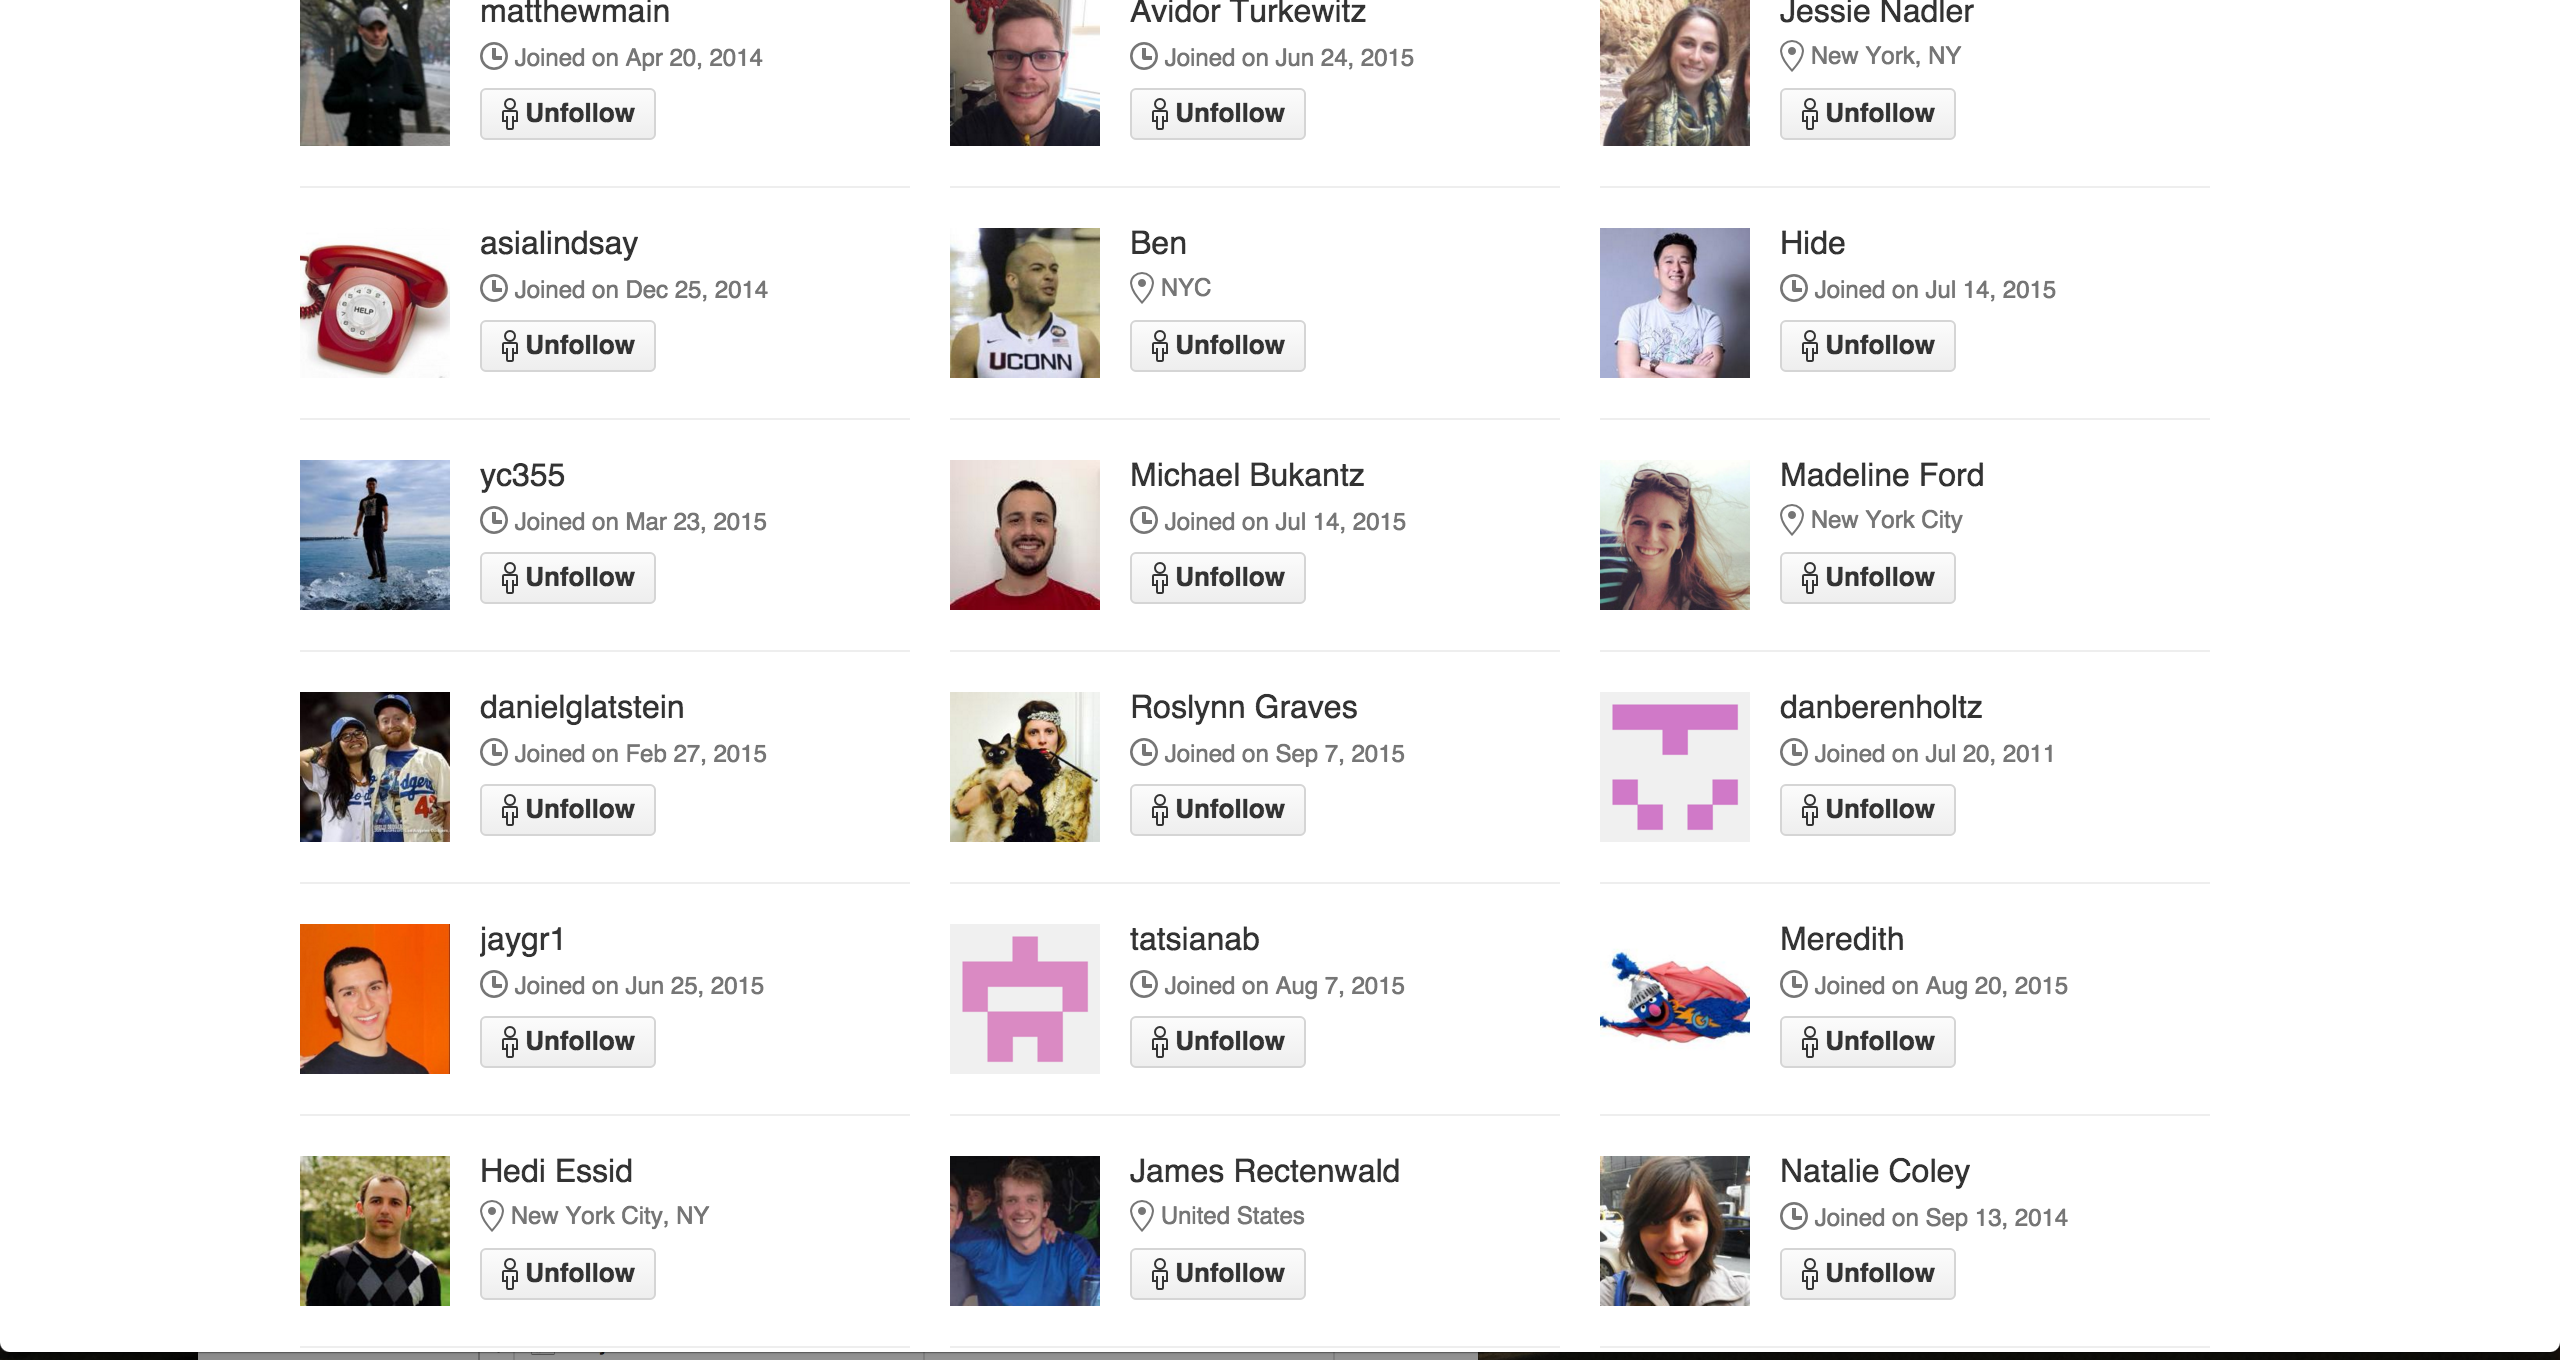 matthewmain
Joined on Apr 20, 2014
Unfollow
Avidor Turkewitz
Joined on Jun 24, 2015
Unfollow
Jessie Nadler
New York, NY
Unfollow
HELP
asialindsay
Joined on Dec 25, 2014
Unfollow
UCONN
Ben
NYC
Unfollow
Hide
Joined on Jul 14, 2015
Unfollow
yc355
Joined on Mar 23, 2015
Unfollow
Michael Bukantz
Joined on Jul 14, 2015
Unfollow
Madeline Ford
New York City
Unfollow
danielglatstein
Joined on Feb 27, 2015
Unfollow
Roslynn Graves
Joined on Sep 7, 2015
Unfollow
danberenholtz
Joined on Jul 20, 2011
Unfollow
jaygr1
Joined on Jun 25, 2015
Unfollow
tatsianab
Joined on Aug 7, 2015
Unfollow
Meredith
Joined on Aug 20, 2015
Unfollow
Hedi Essid
New York City, NY
Unfollow
James Rectenwald
United States
Unfollow
Natalie Coley
Joined on Sep 13, 2014
Unfollow